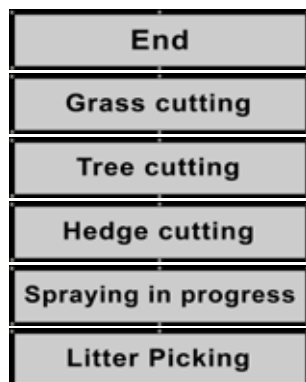 End
Grass cutting
Tree cutting
Hedge cutting
Spraying in progress
Litter Picking